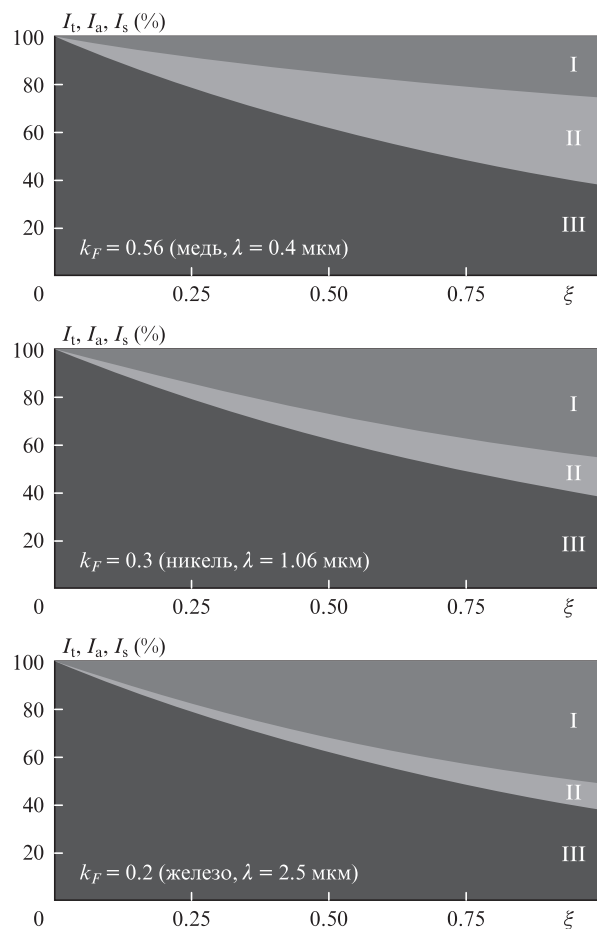 I_t, I_a, I_s (%)
100
I
80
60
II
40
20
III
k_F = 0.56 (медь, λ = 0.4 мкм)
0 0.25 0.50 0.75 ξ
I_t, I_a, I_s (%)
100
80
I
60
II
40
20
III
k_F = 0.3 (никель, λ = 1.06 мкм)
0 0.25 0.50 0.75 ξ
I_t, I_a, I_s (%)
100
80
I
60
II
40
20
III
k_F = 0.2 (железо, λ = 2.5 мкм)
0 0.25 0.50 0.75 ξ